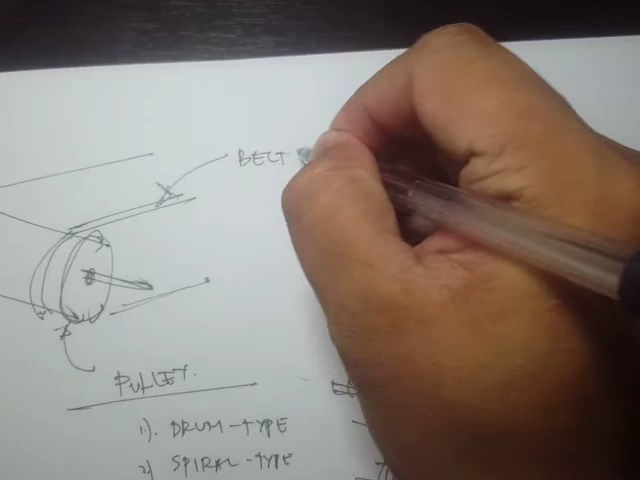 BELT
PULLEY.
1). DRUM-TYPE
2) SPIRAL-TYPE